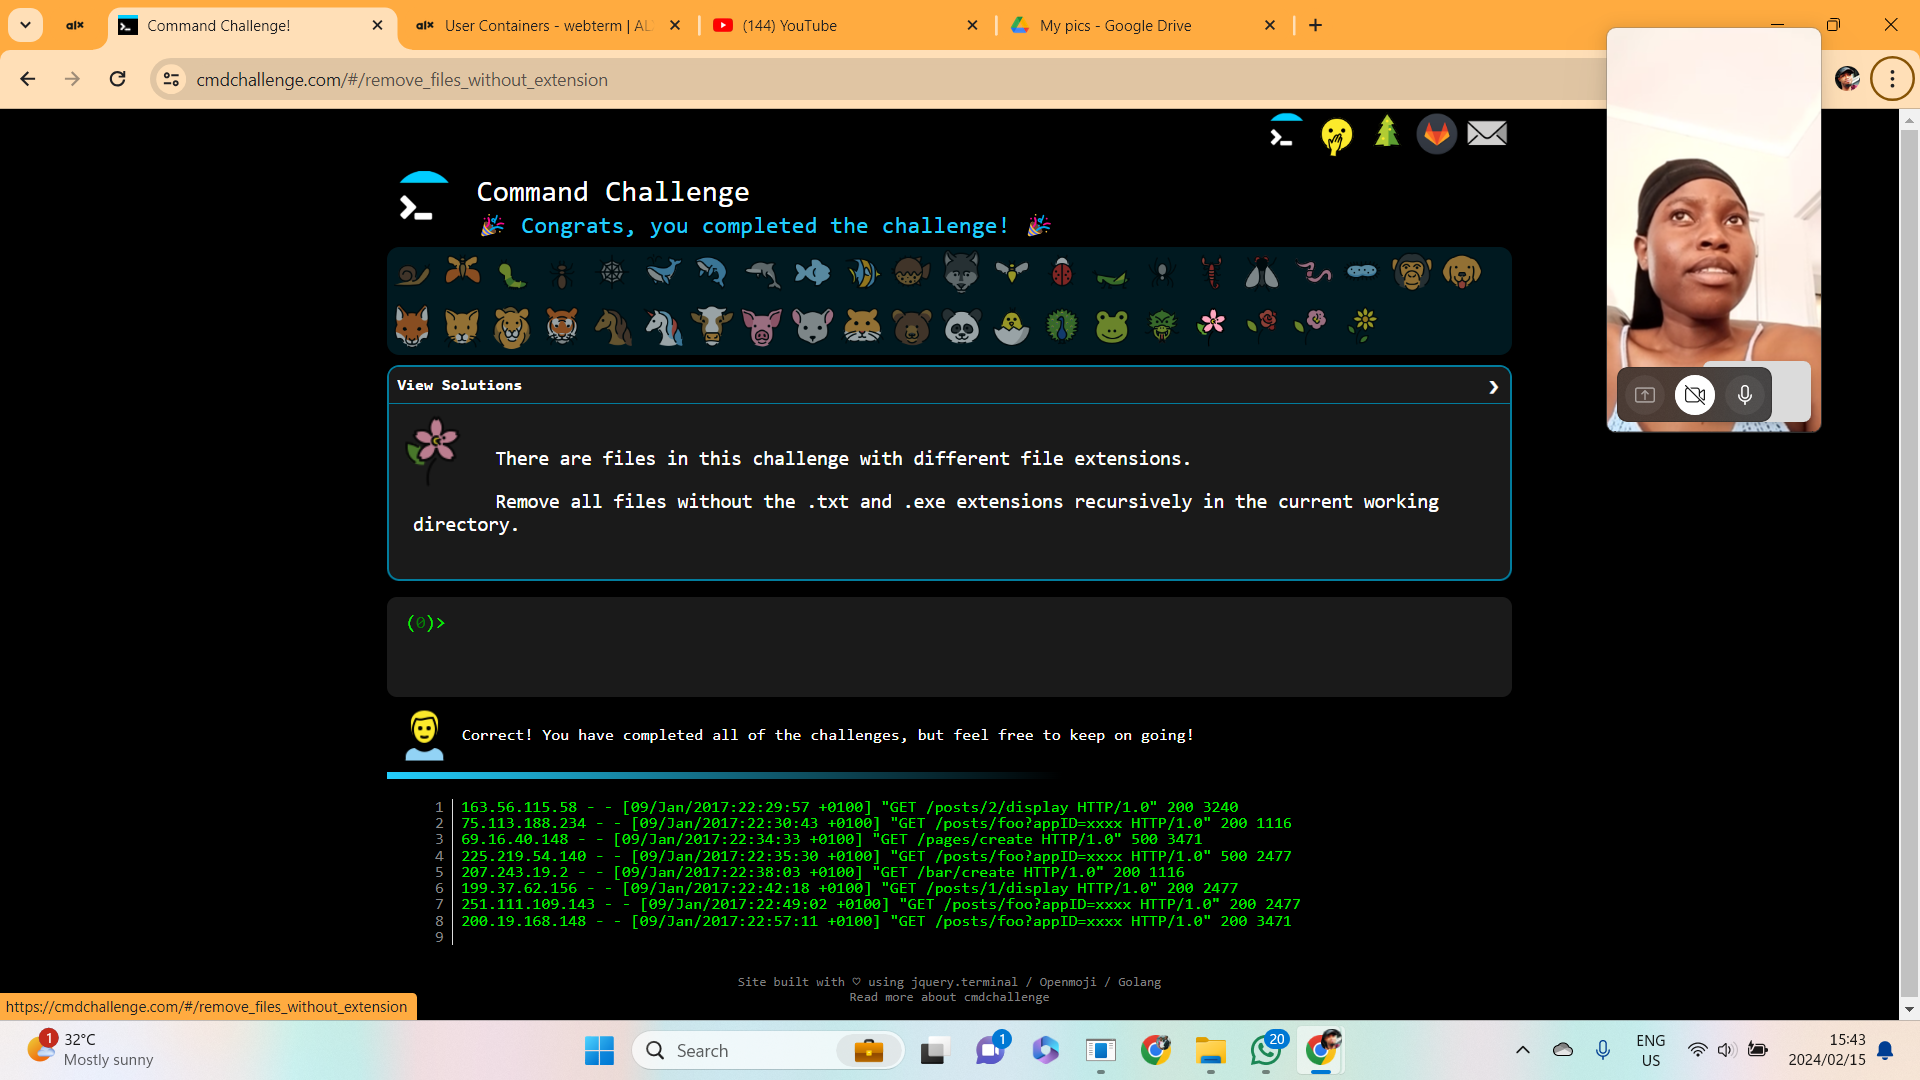 alx
Command Challenge!
alx
User Containers - webterm | AL
(144) YouTube
My pics - Google Drive
cmdchallenge.com/#/remove_files_without_extension
Command Challenge
Congrats, you completed the challenge!
View Solutions
There are files in this challenge with different file extensions.
Remove all files without the .txt and .exe extensions recursively in the current working
directory.
(0)>
Correct! You have completed all of the challenges, but feel free to keep on going!
1 163.56.115.58 - - [09/Jan/2017:22:29:57 +0100] "GET /posts/2/display HTTP/1.0" 200 3240
2 75.113.188.234 - - [09/Jan/2017:22:30:43 +0100] "GET /posts/foo?appID=xxxx HTTP/1.0" 200 1116
3 69.16.40.148 - - [09/Jan/2017:22:34:33 +0100] "GET /pages/create HTTP/1.0" 500 3471
4 225.219.54.140 - - [09/Jan/2017:22:35:30 +0100] "GET /posts/foo?appID=xxxx HTTP/1.0" 500 2477
5 207.243.19.2 - - [09/Jan/2017:22:38:03 +0100] "GET /bar/create HTTP/1.0" 200 1116
6 199.37.62.156 - - [09/Jan/2017:22:42:18 +0100] "GET /posts/1/display HTTP/1.0" 200 2477
7 251.111.109.143 - - [09/Jan/2017:22:49:02 +0100] "GET /posts/foo?appID=xxxx HTTP/1.0" 200 2477
8 200.19.168.148 - - [09/Jan/2017:22:57:11 +0100] "GET /posts/foo?appID=xxxx HTTP/1.0" 200 3471
9
Site built with ♡ using jquery.terminal / Openmoji / Golang
Read more about cmdchallenge
https://cmdchallenge.com/#/remove_files_without_extension
1
32°C
Mostly sunny
Search
1
20
ENG
US
15:43
2024/02/15